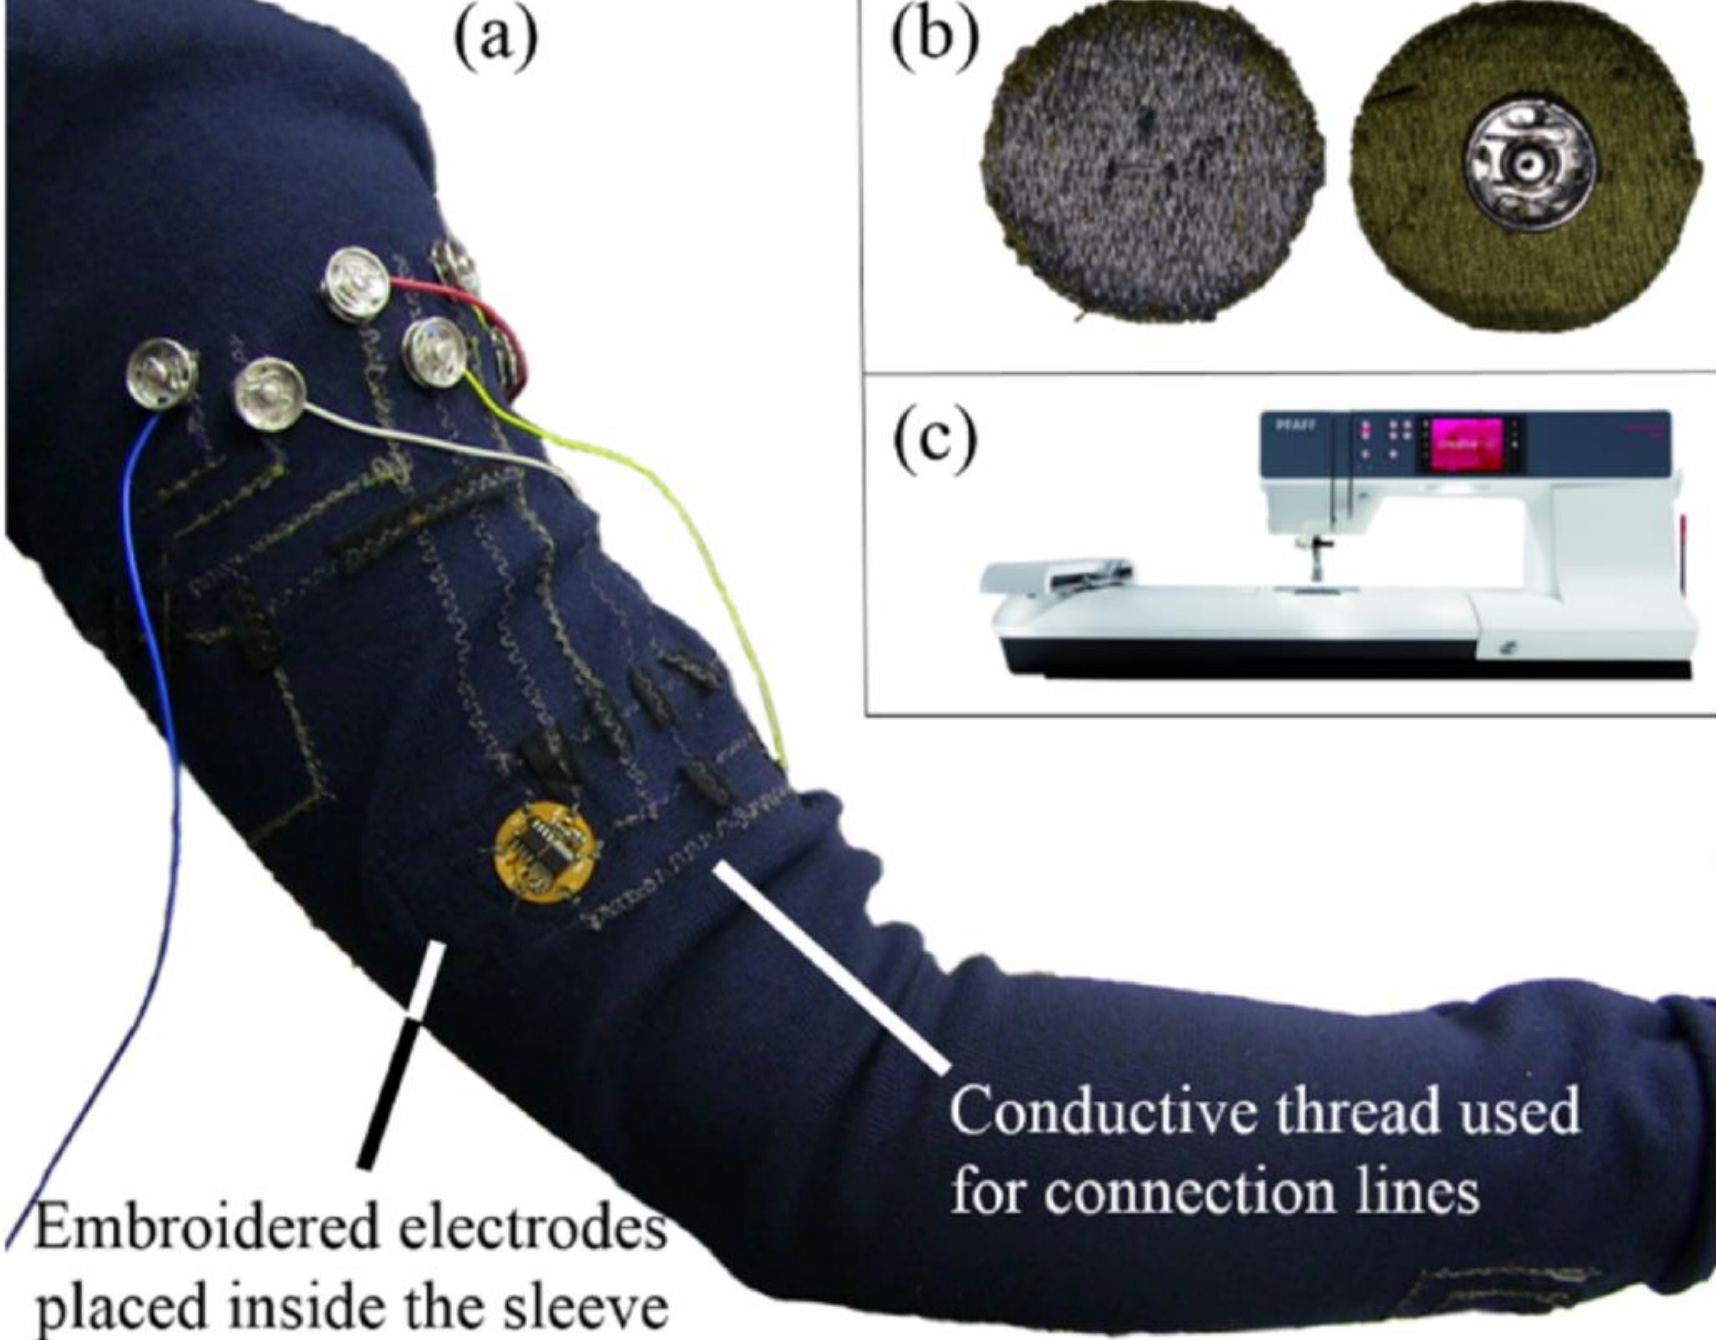 (a)
(b)
(c)
PFAFF
Embroidered electrodes
placed inside the sleeve
Conductive thread used
for connection lines